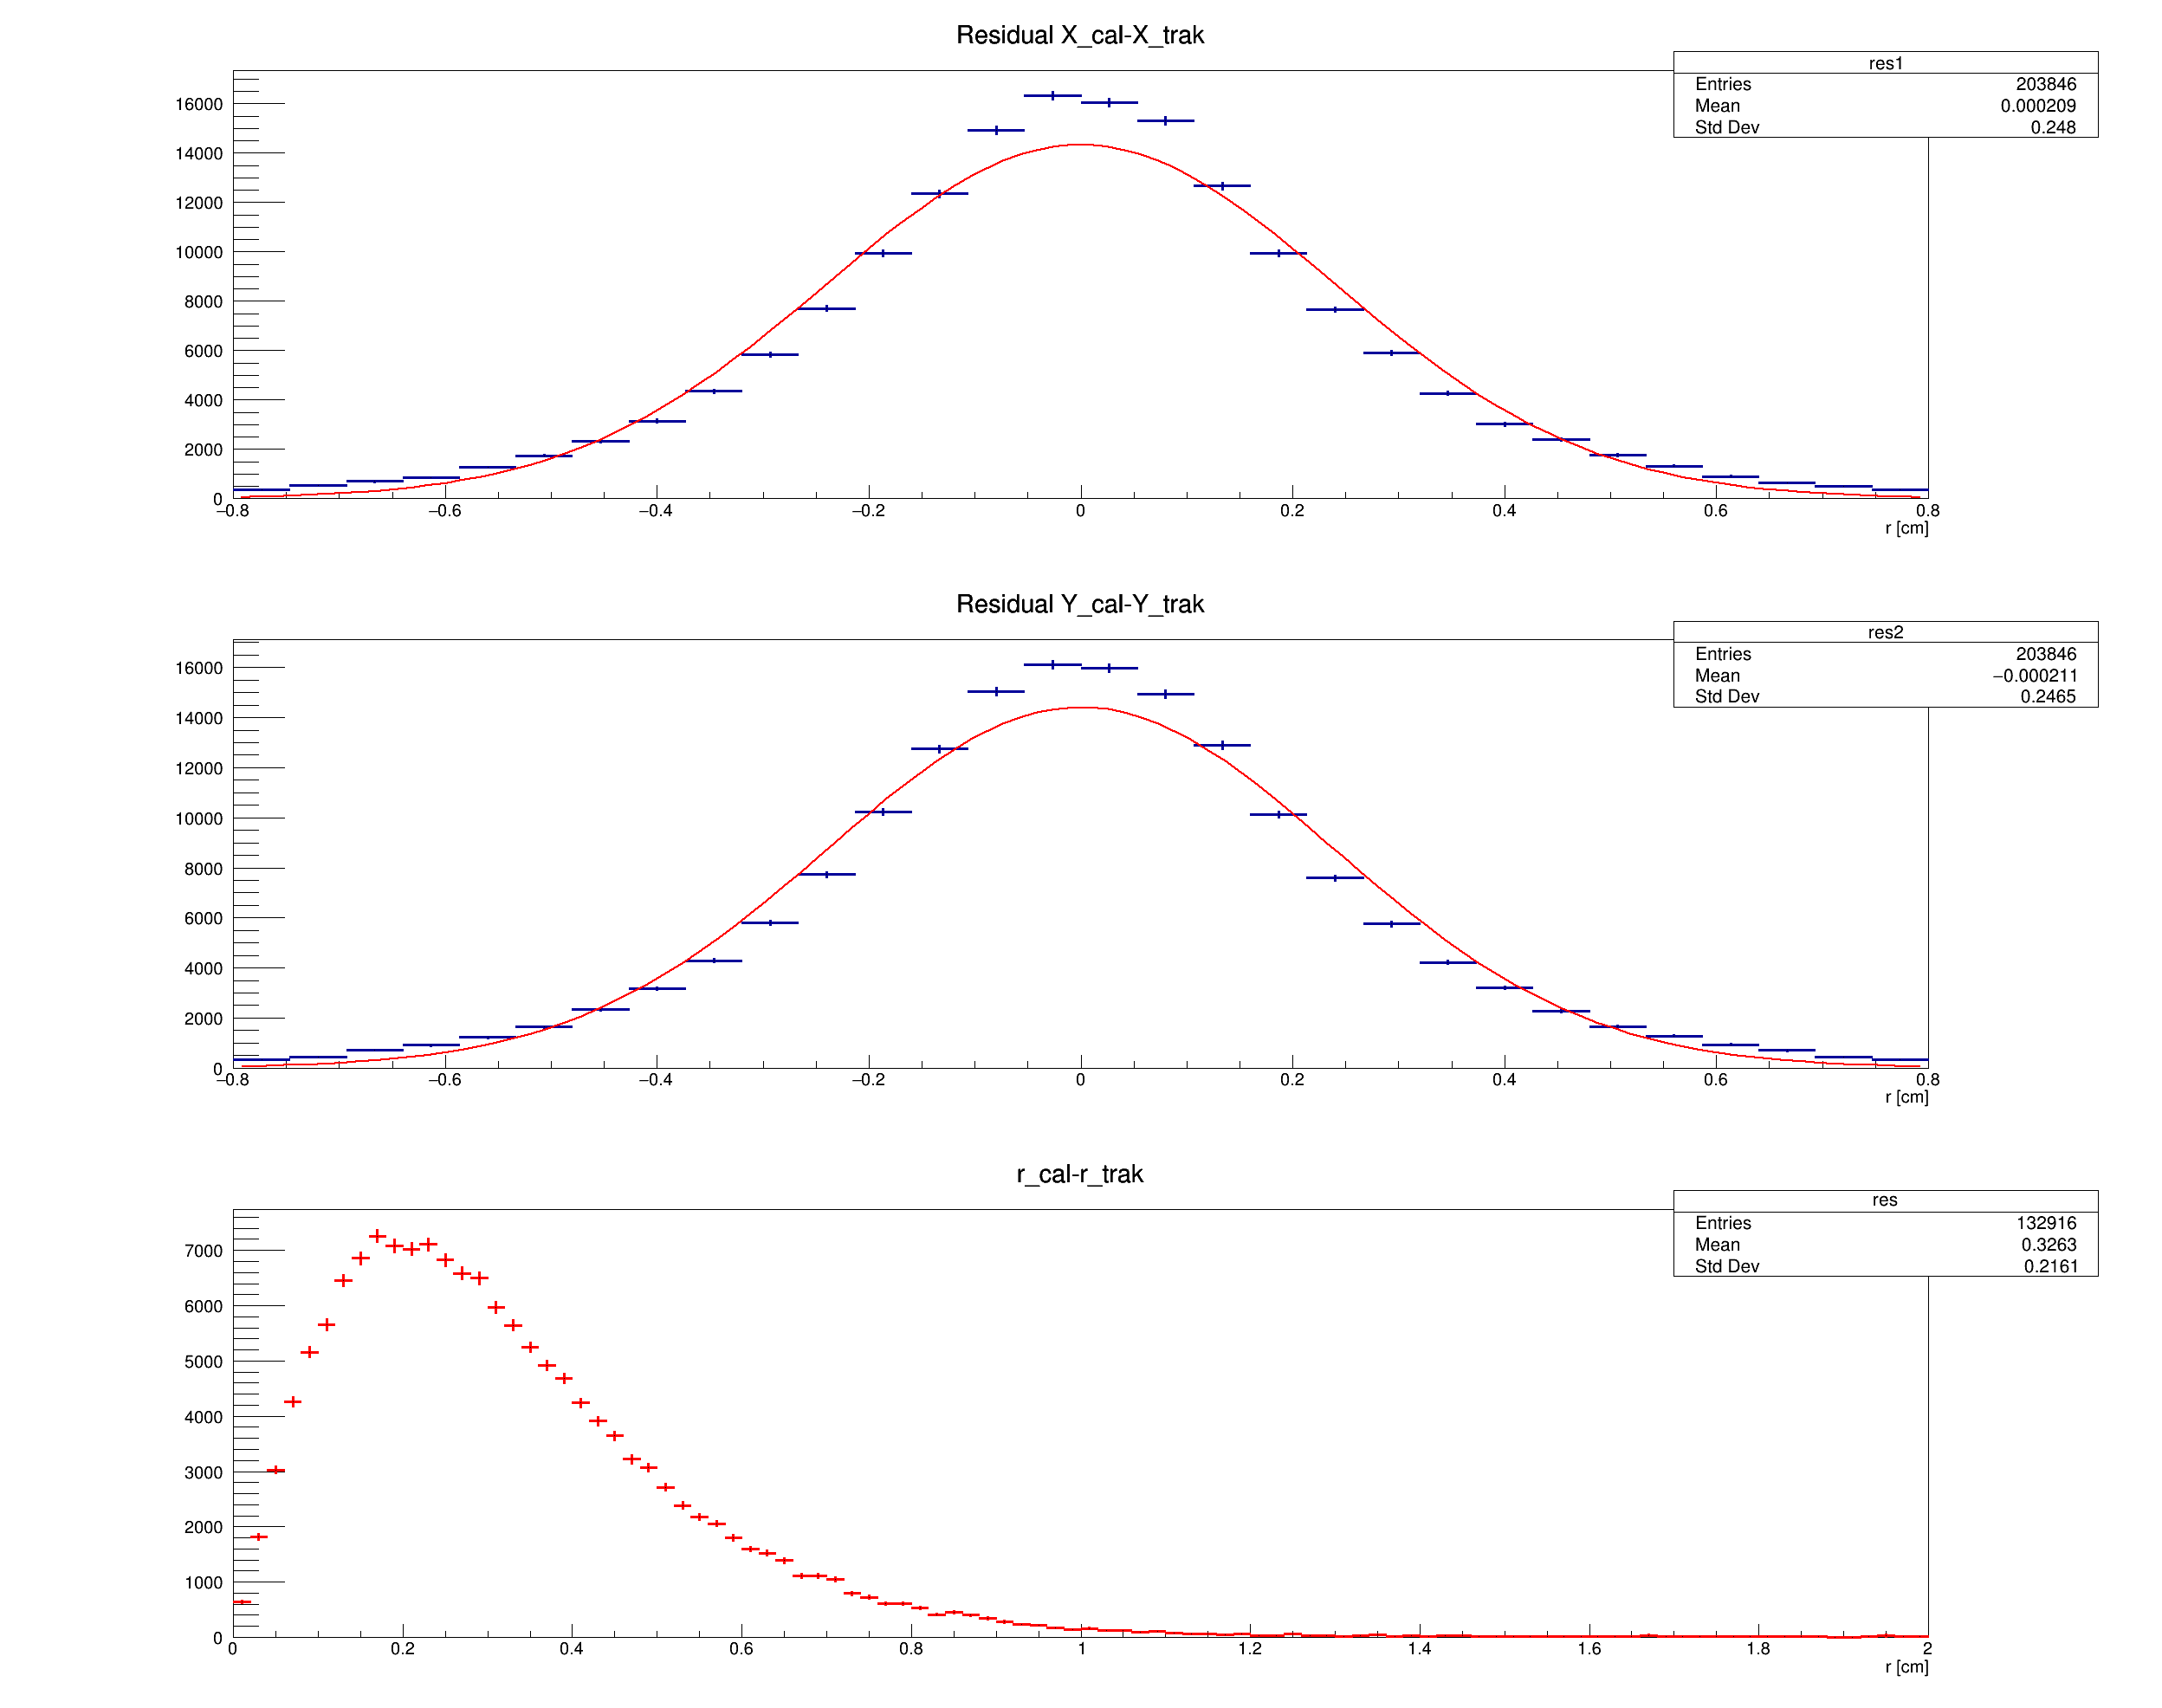 Residual X_cal-X_trak
res1
Entries 203846
Mean 0.000209
Std Dev 0.248
16000
14000
12000
10000
8000
6000
4000
2000
0
−0.8 −0.6 −0.4 −0.2 0 0.2 0.4 0.6 0.8
r [cm]
Residual Y_cal-Y_trak
res2
Entries 203846
Mean −0.000211
Std Dev 0.2465
16000
14000
12000
10000
8000
6000
4000
2000
0
−0.8 −0.6 −0.4 −0.2 0 0.2 0.4 0.6 0.8
r [cm]
r_cal-r_trak
res
Entries 132916
Mean 0.3263
Std Dev 0.2161
7000
6000
5000
4000
3000
2000
1000
0
0 0.2 0.4 0.6 0.8 1 1.2 1.4 1.6 1.8 2
r [cm]